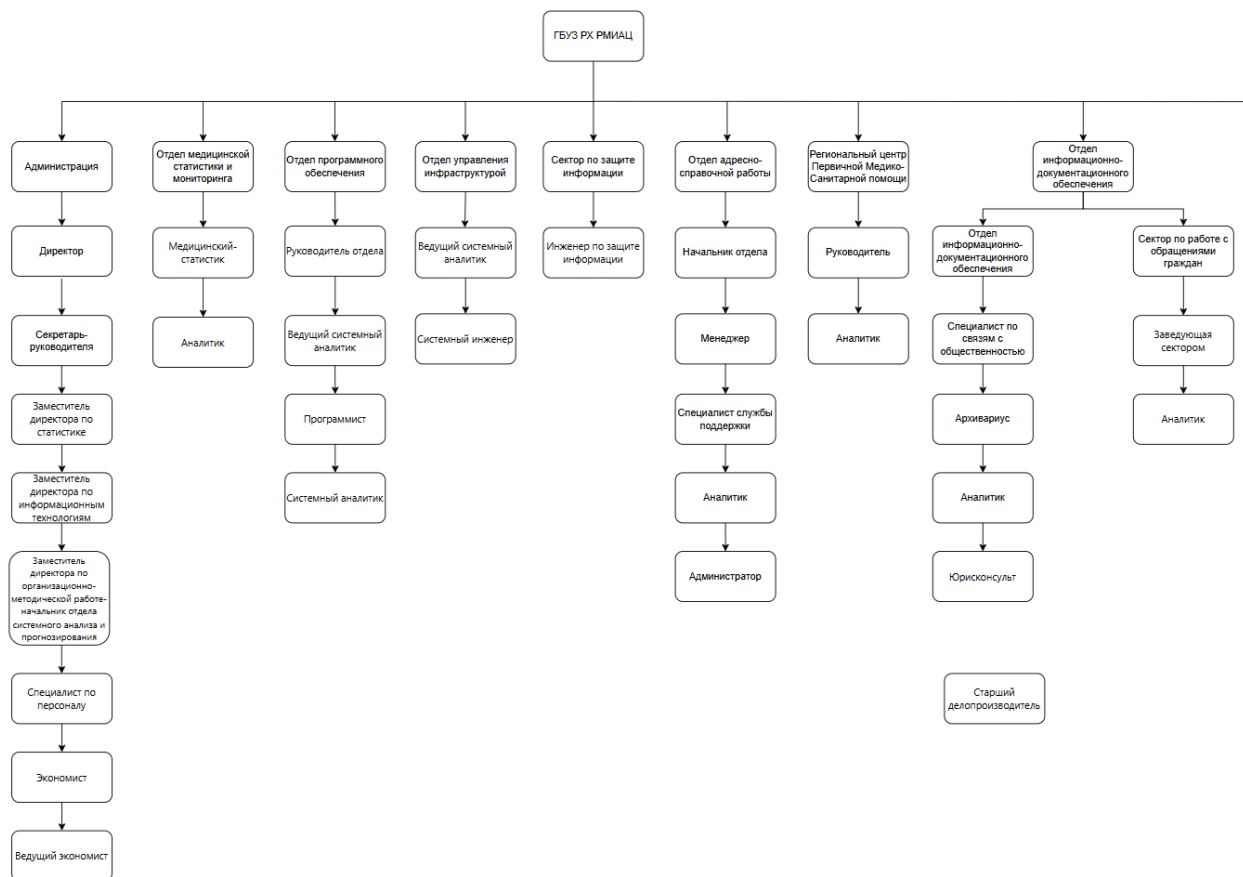 ГБУЗ РХ РМИАЦ
Администрация
Отдел медицинской
статистики и
мониторинга
Отдел программного
обеспечения
Отдел управления
инфраструктурой
Сектор по защите
информации
Отдел адресно-
справочной работы
Региональный центр
Первичной Медико-
Санитарной помощи
Отдел
информационно-
документационного
обеспечения
Директор
Медицинский-
статистик
Руководитель отдела
Ведущий системный
аналитик
Инженер по защите
информации
Начальник отдела
Руководитель
Отдел
информационно-
документационного
обеспечения
Сектор по работе с
обращениями
граждан
Секретарь-
руководителя
Аналитик
Ведущий системный
аналитик
Системный инженер
Менеджер
Аналитик
Специалист по
связям с
общественностью
Заведующая
сектором
Заместитель
директора по
статистике
Программист
Специалист службы
поддержки
Архивариус
Аналитик
Заместитель
директора по
информационным
технологиям
Системный аналитик
Аналитик
Аналитик
Заместитель
директора по
организационно-
методической работе-
начальник отдела
системного анализа и
прогнозирования
Администратор
Юрисконсульт
Специалист по
персоналу
Старший
делопроизводитель
Экономист
Ведущий экономист